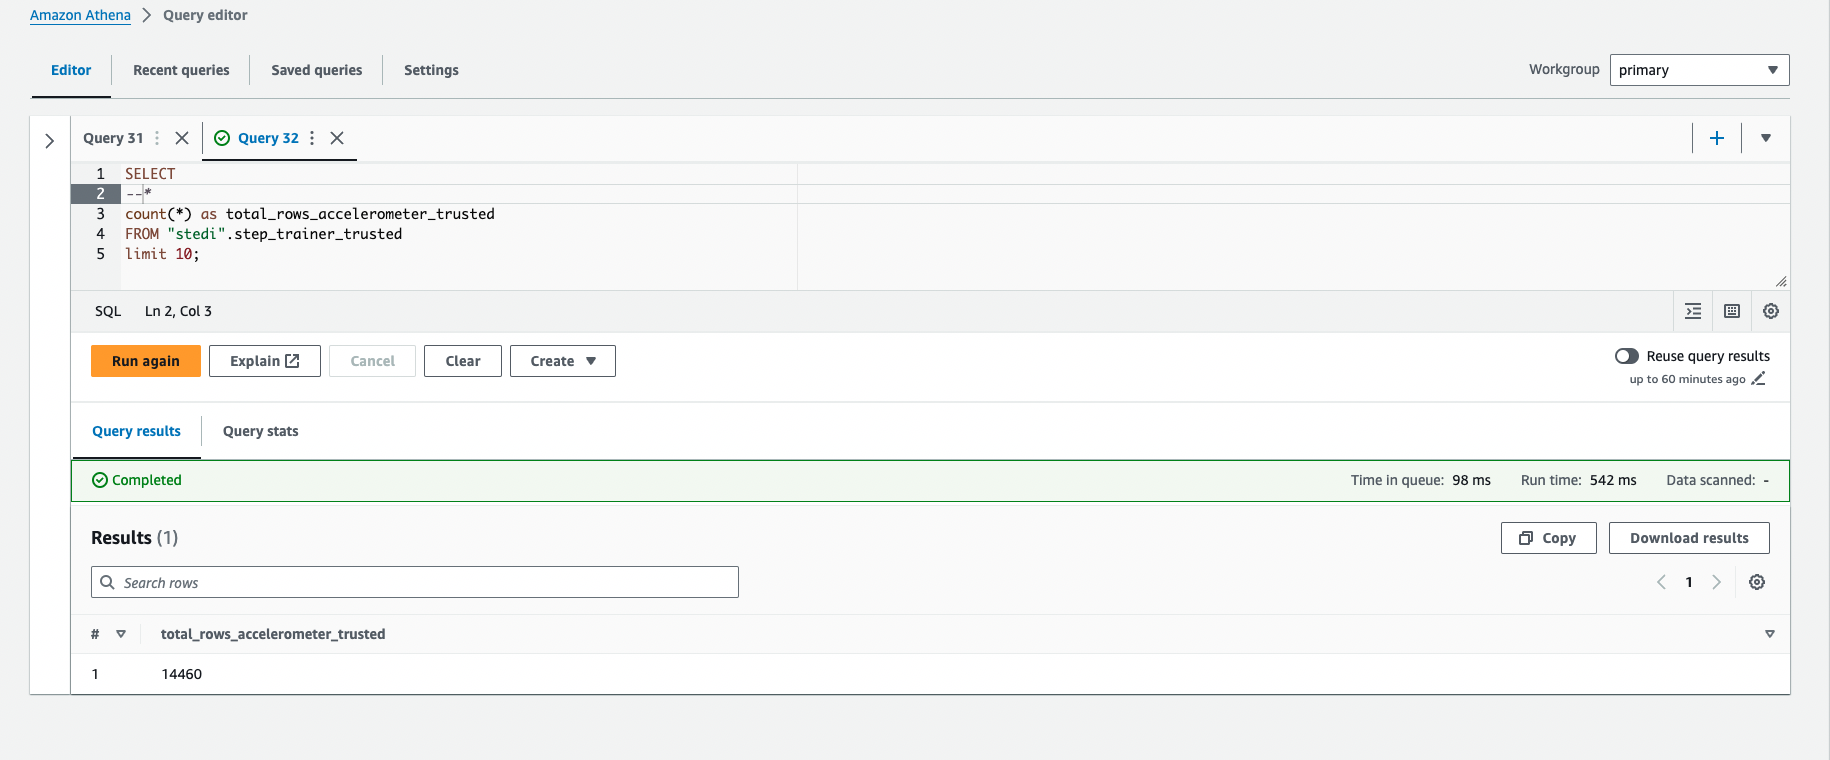 Amazon Athena > Query editor
Editor Recent queries Saved queries Settings Workgroup primary
Query 31 Query 32
1 SELECT
2 --*
3 count(*) as total_rows_accelerometer_trusted
4 FROM "stedi".step_trainer_trusted
5 limit 10;
SQL Ln 2, Col 3
Run again Explain Cancel Clear Create Reuse query results
up to 60 minutes ago
Query results Query stats
Completed Time in queue: 98 ms Run time: 542 ms Data scanned: -
Results (1) Copy Download results
Search rows 1
# total_rows_accelerometer_trusted
1 14460